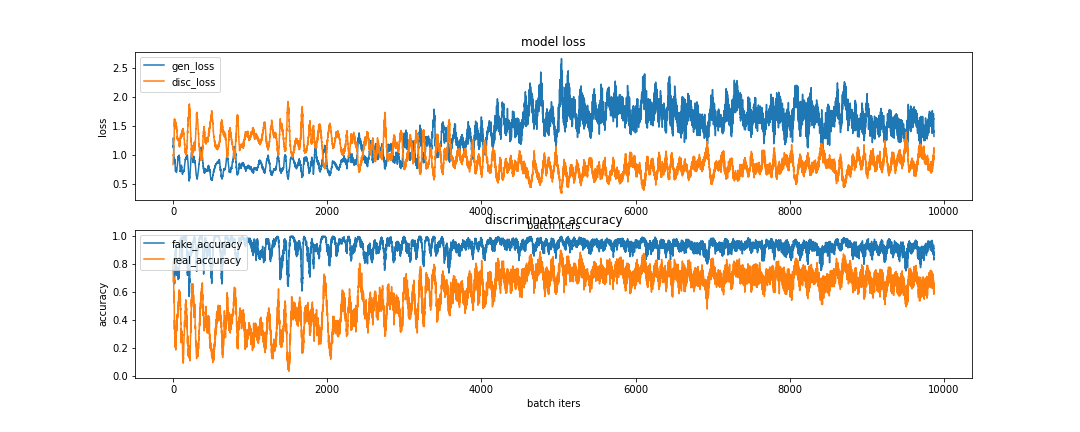 model loss
gen_loss
disc_loss
loss
2.5
2.0
1.5
1.0
0.5
0 2000 4000 6000 8000 10000
batch iters
discriminator accuracy
fake_accuracy
real_accuracy
accuracy
1.0
0.8
0.6
0.4
0.2
0.0
0 2000 4000 6000 8000 10000
batch iters